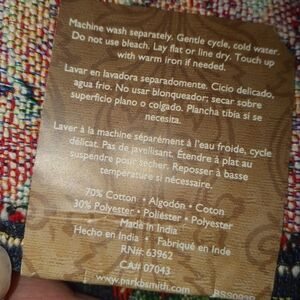 Machine wash separately. Gentle cycle, cold water.
Do not use bleach. Lay flat or line dry. Touch up
with warm iron if needed.
Lavar en lavadora separadomente. Cicio delicado,
agua frio. No usar blanqueador; secar sobre
superficio plano o colgado. Plancha tibia si se
necesita.
Laver à la machine séparément à l'eau froide, cycle
délicat. Pas de javellisant. Étendre à plat au
suspendre pour sécher. Repasser à basse
température si nécessaire.
70% Cotton • Algodón • Coton
30% Polyester • Poliéster • Polyester
Made in India
Hecho en India • Fabriqué en Inde
RN#: 63962
CA# 07043
www.parkbsmith.com